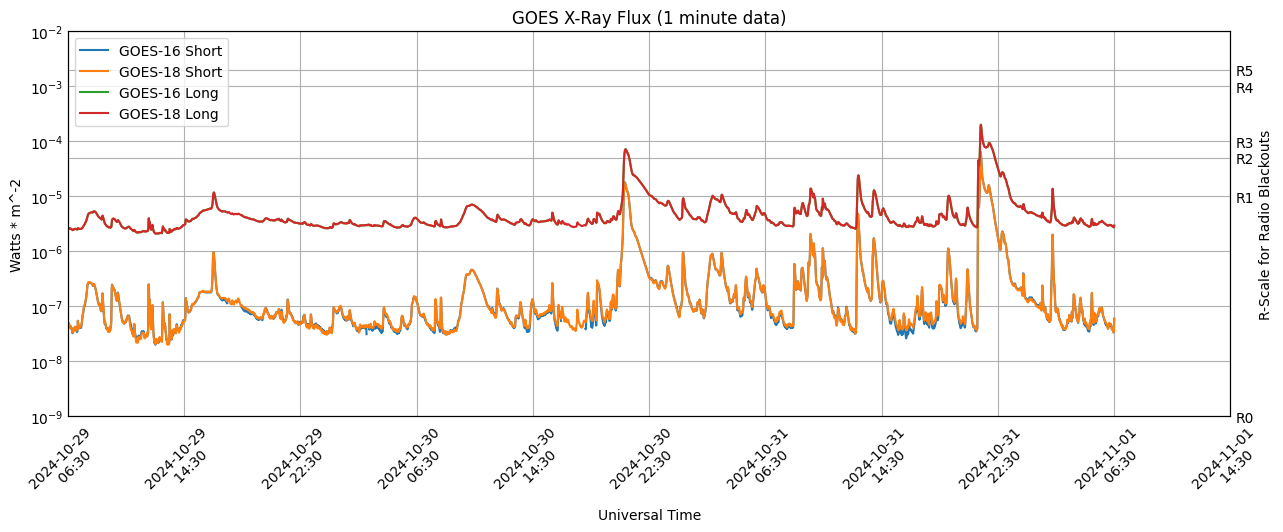 GOES X-Ray Flux (1 minute data)
GOES-16 Short
GOES-18 Short
GOES-16 Long
GOES-18 Long
Watts * m^-2
10^-2
10^-3
10^-4
10^-5
10^-6
10^-7
10^-8
10^-9
R5
R4
R3
R2
R1
R0
R-Scale for Radio Blackouts
2024-10-29
06:30
2024-10-29
14:30
2024-10-29
22:30
2024-10-30
06:30
2024-10-30
14:30
2024-10-30
22:30
2024-10-31
06:30
2024-10-31
14:30
2024-10-31
22:30
2024-11-01
06:30
2024-11-01
14:30
Universal Time